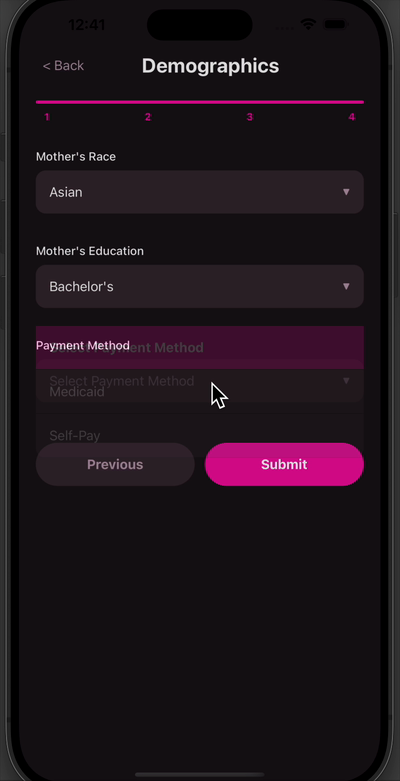 12:41
< Back
Demographics
1 2 3 4
Mother's Race
Asian
Mother's Education
Bachelor's
Payment Method
Select Payment Method
Select Payment Method
Medicaid
Self-Pay
Previous
Submit